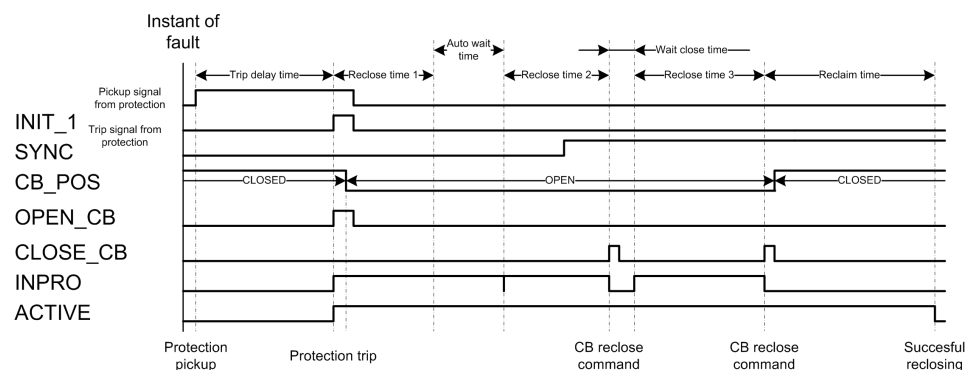 Instant of
fault
Auto wait
time
Wait close time
Trip delay time
Reclose time 1
Reclose time 2
Reclose time 3
Reclaim time
Pickup signal
from protection
INIT_1
Trip signal from
protection
SYNC
CB_POS
CLOSED
OPEN
CLOSED
OPEN_CB
CLOSE_CB
INPRO
ACTIVE
Protection
pickup
Protection trip
CB reclose
command
CB reclose
command
Succesful
reclosing